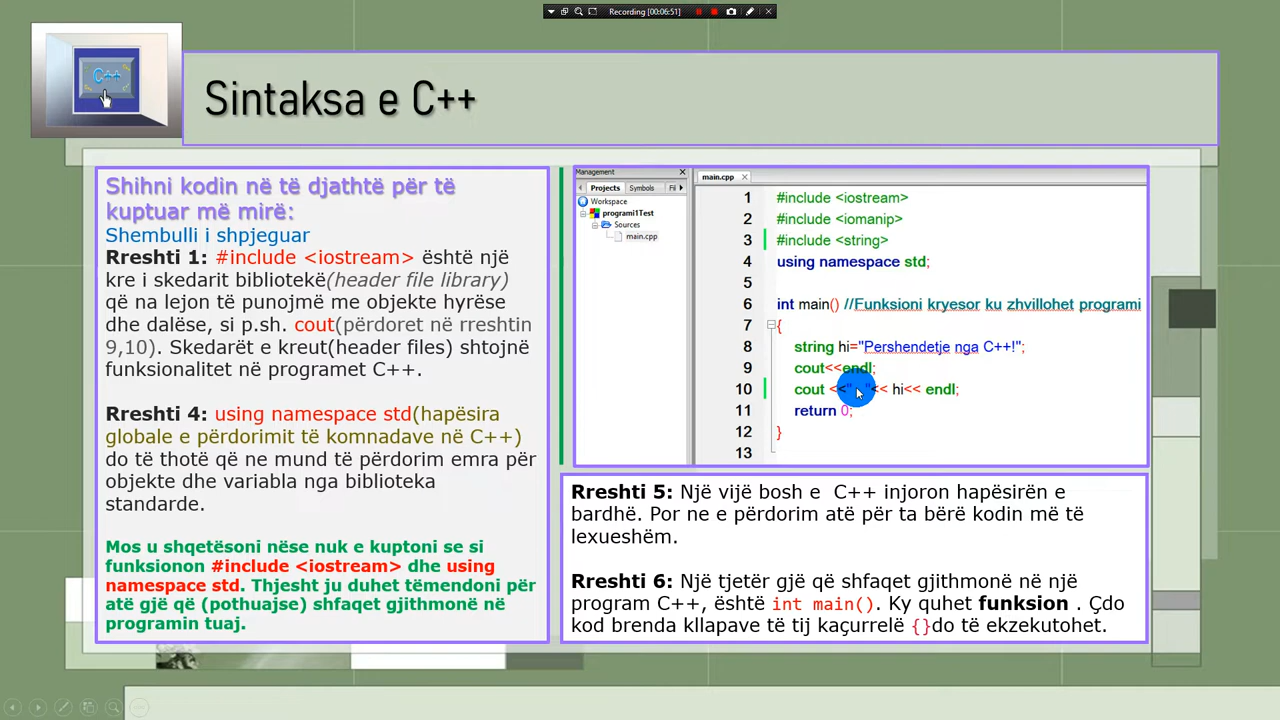 Recording [00:06:51]
C++
Sintaksa e C++
Shihni kodin në të djathtë për të
kuptuar më mirë:
Shembulli i shpjeguar
Rreshti 1: #include <iostream> është një
kre i skedarit bibliotekë(header file library)
që na lejon të punojmë me objekte hyrëse
dhe dalëse, si p.sh. cout(përdoret në rreshtin
9,10). Skedarët e kreut(header files) shtojnë
funksionalitet në programet C++.
Rreshti 4: using namespace std(hapësira
globale e përdorimit të komnadave në C++)
do të thotë që ne mund të përdorim emra për
objekte dhe variabla nga biblioteka
standarde.
Mos u shqetësoni nëse nuk e kuptoni se si
funksionon #include <iostream> dhe using
namespace std. Thjesht ju duhet tëmendoni për
atë gjë që (pothuajse) shfaqet gjithmonë në
programin tuaj.
Management
Projects Symbols Fil
Workspace
programi1Test
Sources
main.cpp
main.cpp
1 #include <iostream>
2 #include <iomanip>
3 #include <string>
4 using namespace std;
5
6 int main() //Funksioni kryesor ku zhvillohet programi
7 {
8 string hi="Pershendetje nga C++!";
9 cout<<endl;
10 cout <<" "<< hi<< endl;
11 return 0;
12 }
13
Rreshti 5: Një vijë bosh e C++ injoron hapësirën e
bardhë. Por ne e përdorim atë për ta bërë kodin më të
lexueshëm.
Rreshti 6: Një tjetër gjë që shfaqet gjithmonë në një
program C++, është int main(). Ky quhet funksion . Çdo
kod brenda kllapave të tij kaçurrelë {}do të ekzekutohet.